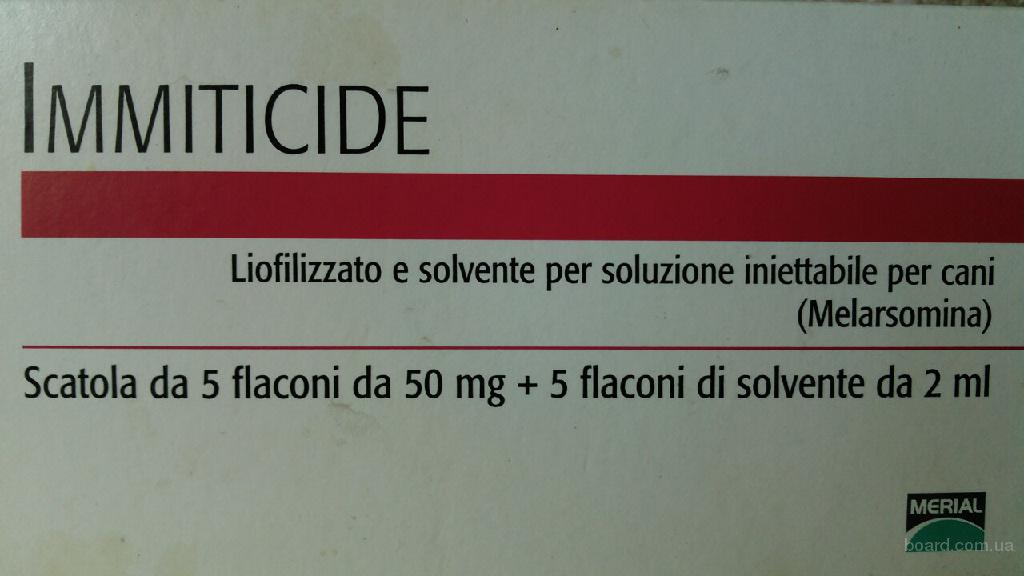 IMMITICIDE
Liofilizzato e solvente per soluzione iniettabile per cani
(Melarsomina)
Scatola da 5 flaconi da 50 mg + 5 flaconi di solvente da 2 ml
MERIAL
board.com.ua